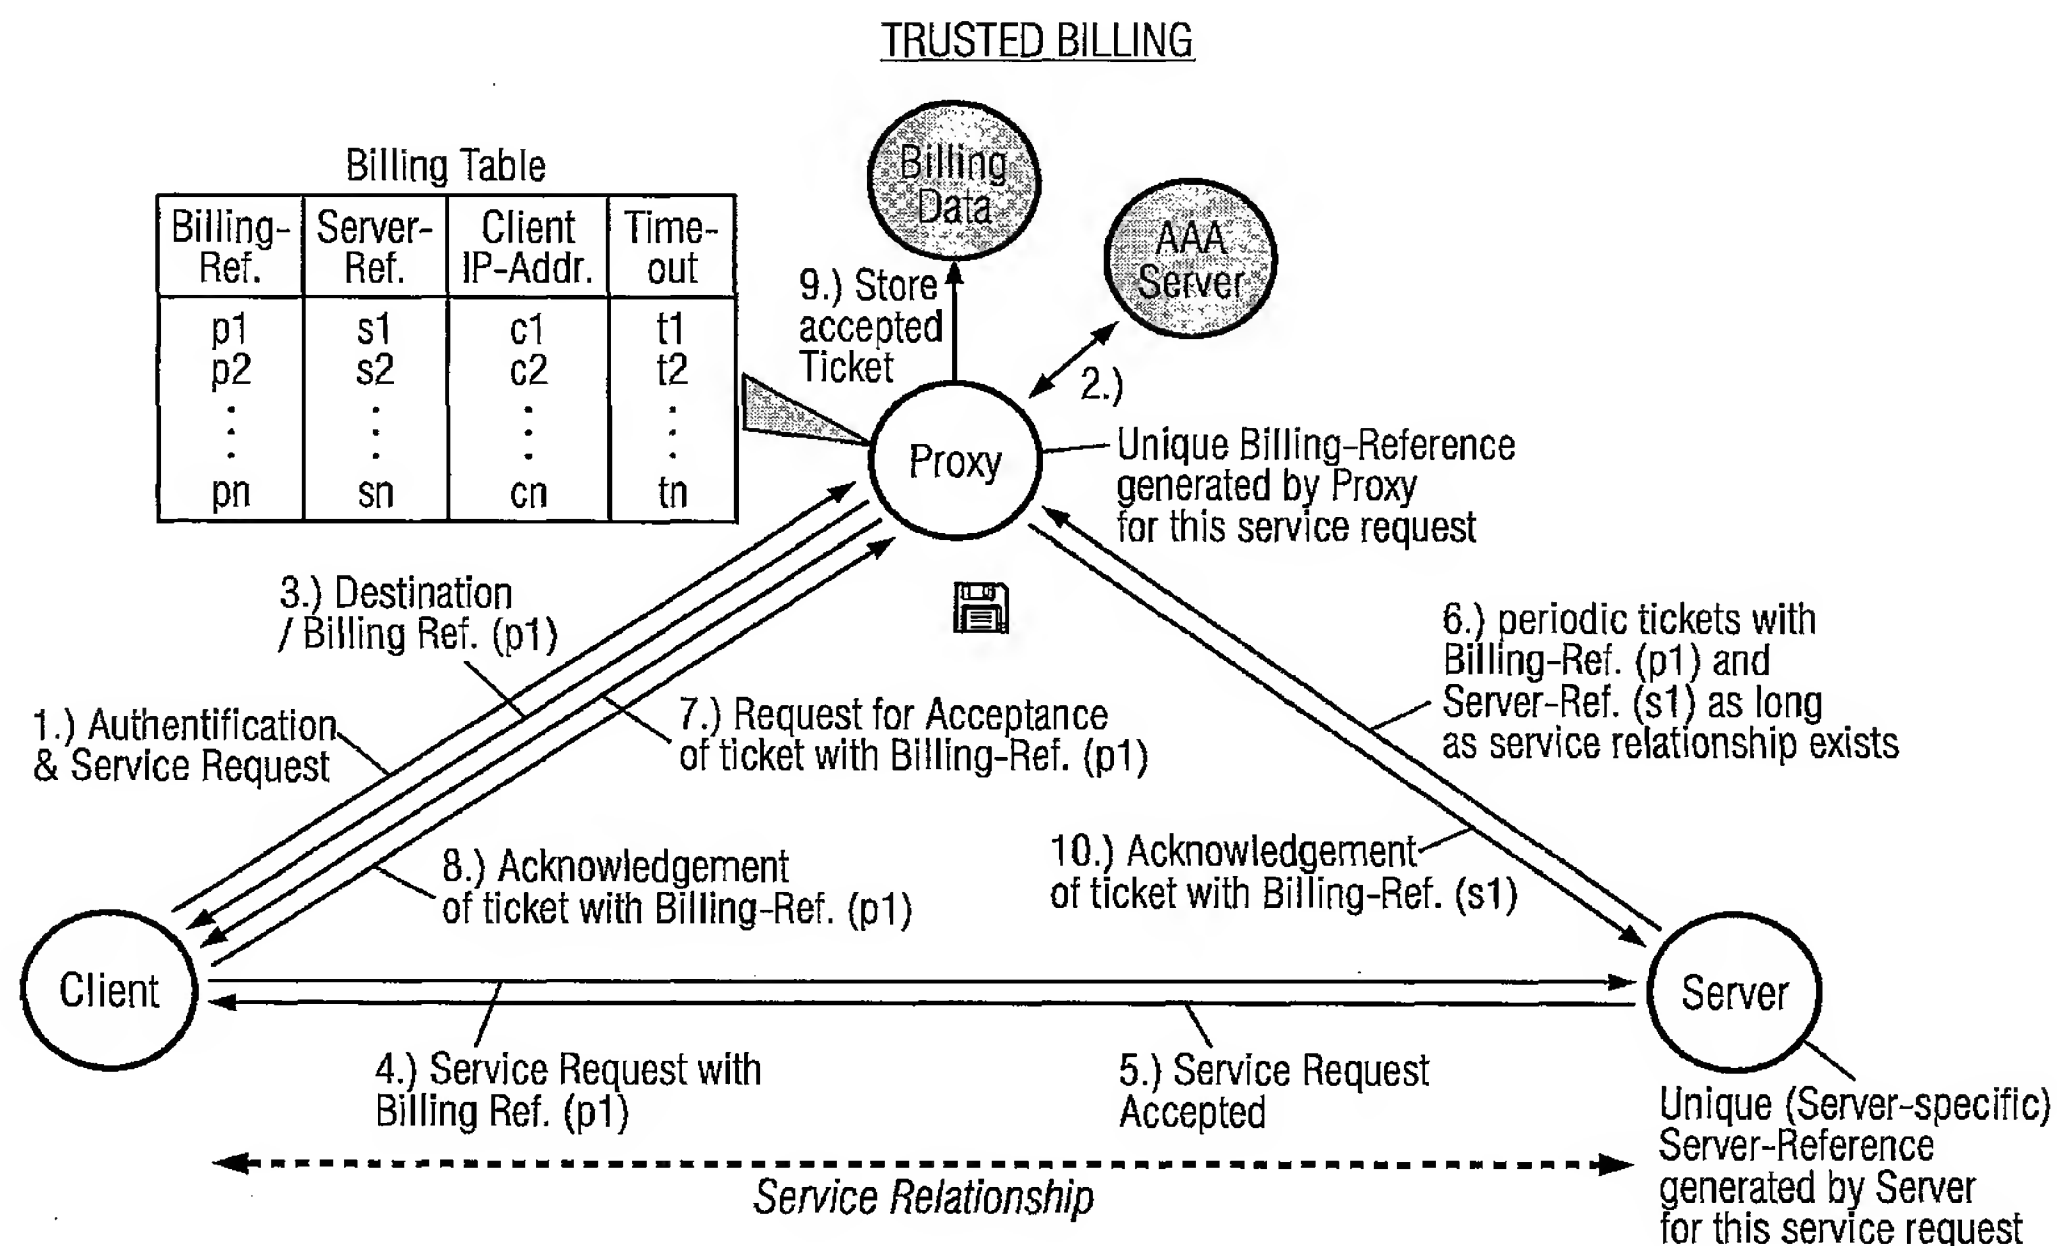 TRUSTED BILLING
Billing Table
Billing-Ref. Server-Ref. Client IP-Addr. Time-out
p1 s1 c1 t1
p2 s2 c2 t2
. . . .
. . . .
. . . .
pn sn cn tn
Billing
Data
AAA
Server
9.) Store
accepted
Ticket
2.)
Proxy
Unique Billing-Reference
generated by Proxy
for this service request
3.) Destination
/ Billing Ref. (p1)
1.) Authentification
& Service Request
7.) Request for Acceptance
of ticket with Billing-Ref. (p1)
6.) periodic tickets with
Billing-Ref. (p1) and
Server-Ref. (s1) as long
as service relationship exists
8.) Acknowledgement
of ticket with Billing-Ref. (p1)
10.) Acknowledgement
of ticket with Billing-Ref. (s1)
Client
Server
4.) Service Request with
Billing Ref. (p1)
5.) Service Request
Accepted
Service Relationship
Unique (Server-specific)
Server-Reference
generated by Server
for this service request